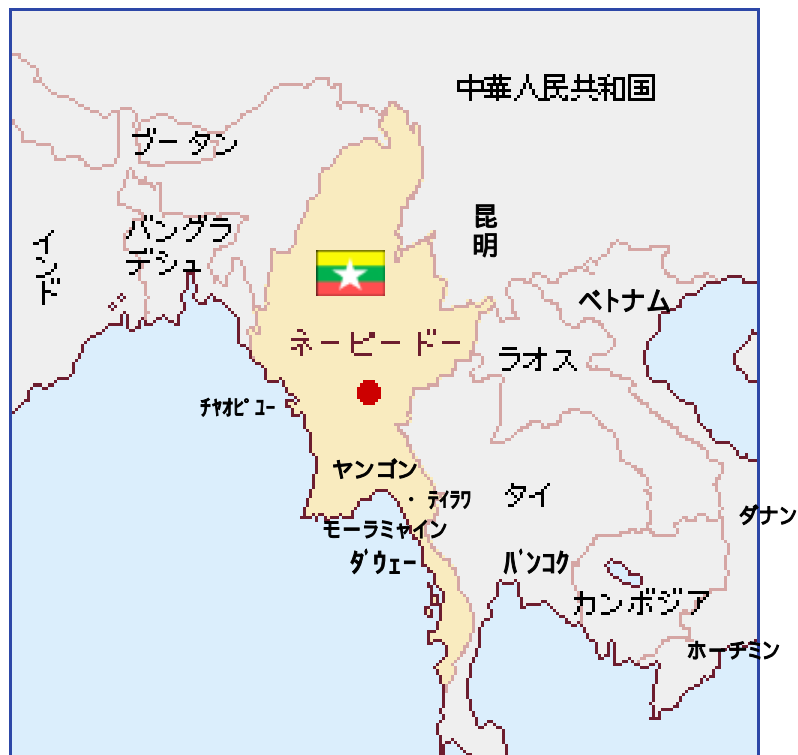 中華人民共和国
ブータン
昆
明
バングラ
デシュ
インド
ベトナム
ネーピードー
ラオス
ﾁｬｵﾋﾟﾕｰ
ヤンゴン
ﾃｨﾗﾜ
タイ
ダナン
モーラミャイン
ﾀﾞｳｪｰ
ﾊﾞﾝｺｸ
カンボジア
ホーチミン